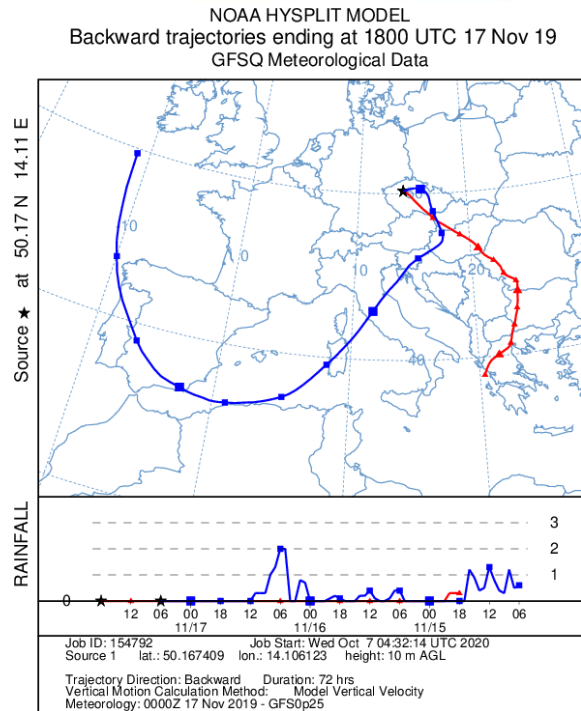 NOAA HYSPLIT MODEL
Backward trajectories ending at 1800 UTC 17 Nov 19
GFSQ Meteorological Data
Source ★ at 50.17 N 14.11 E
10
0
10
20
40
RAINFALL
3
2
1
0
12 06 00 18 12 06 00 18 12 06 00 18 12 06
11/17 11/16 11/15
Job ID: 154792 Job Start: Wed Oct 7 04:32:14 UTC 2020
Source 1 lat.: 50.167409 lon.: 14.106123 height: 10 m AGL
Trajectory Direction: Backward Duration: 72 hrs
Vertical Motion Calculation Method: Model Vertical Velocity
Meteorology: 0000Z 17 Nov 2019 - GFS0p25